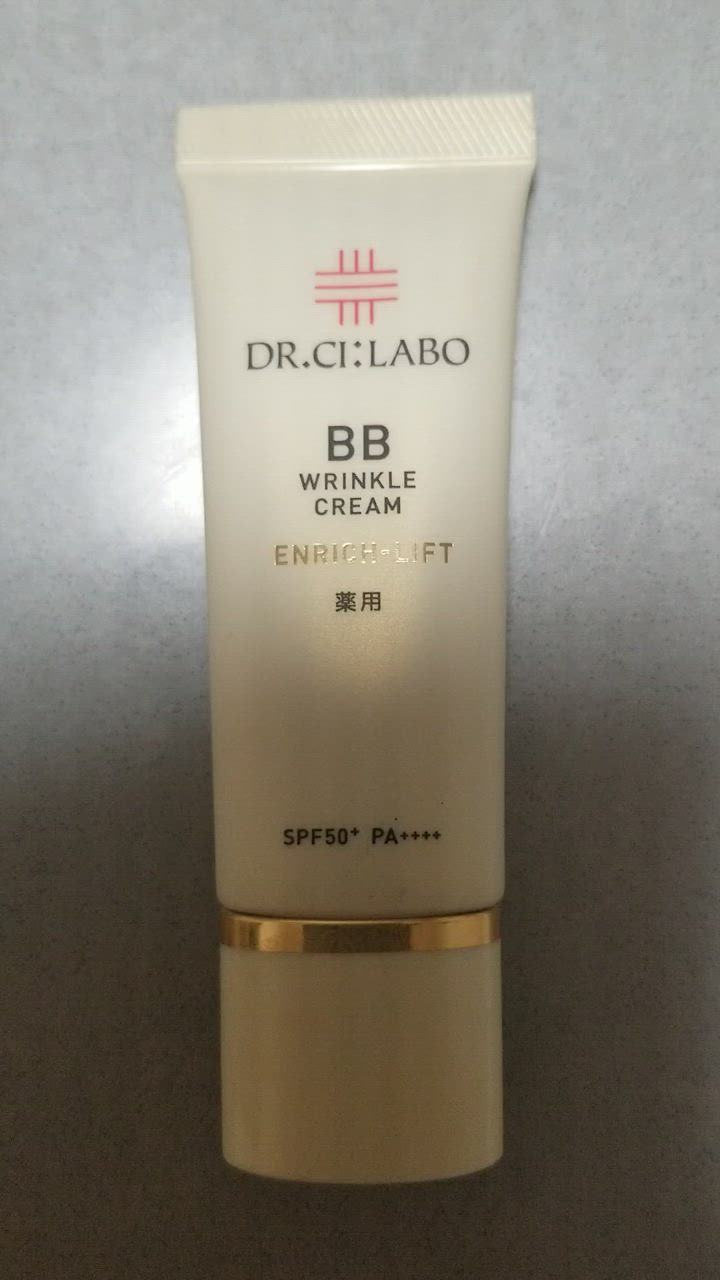 DR.CI:LABO
BB
WRINKLE
CREAM
ENRICH-LIFT
薬用
SPF50+ PA++++